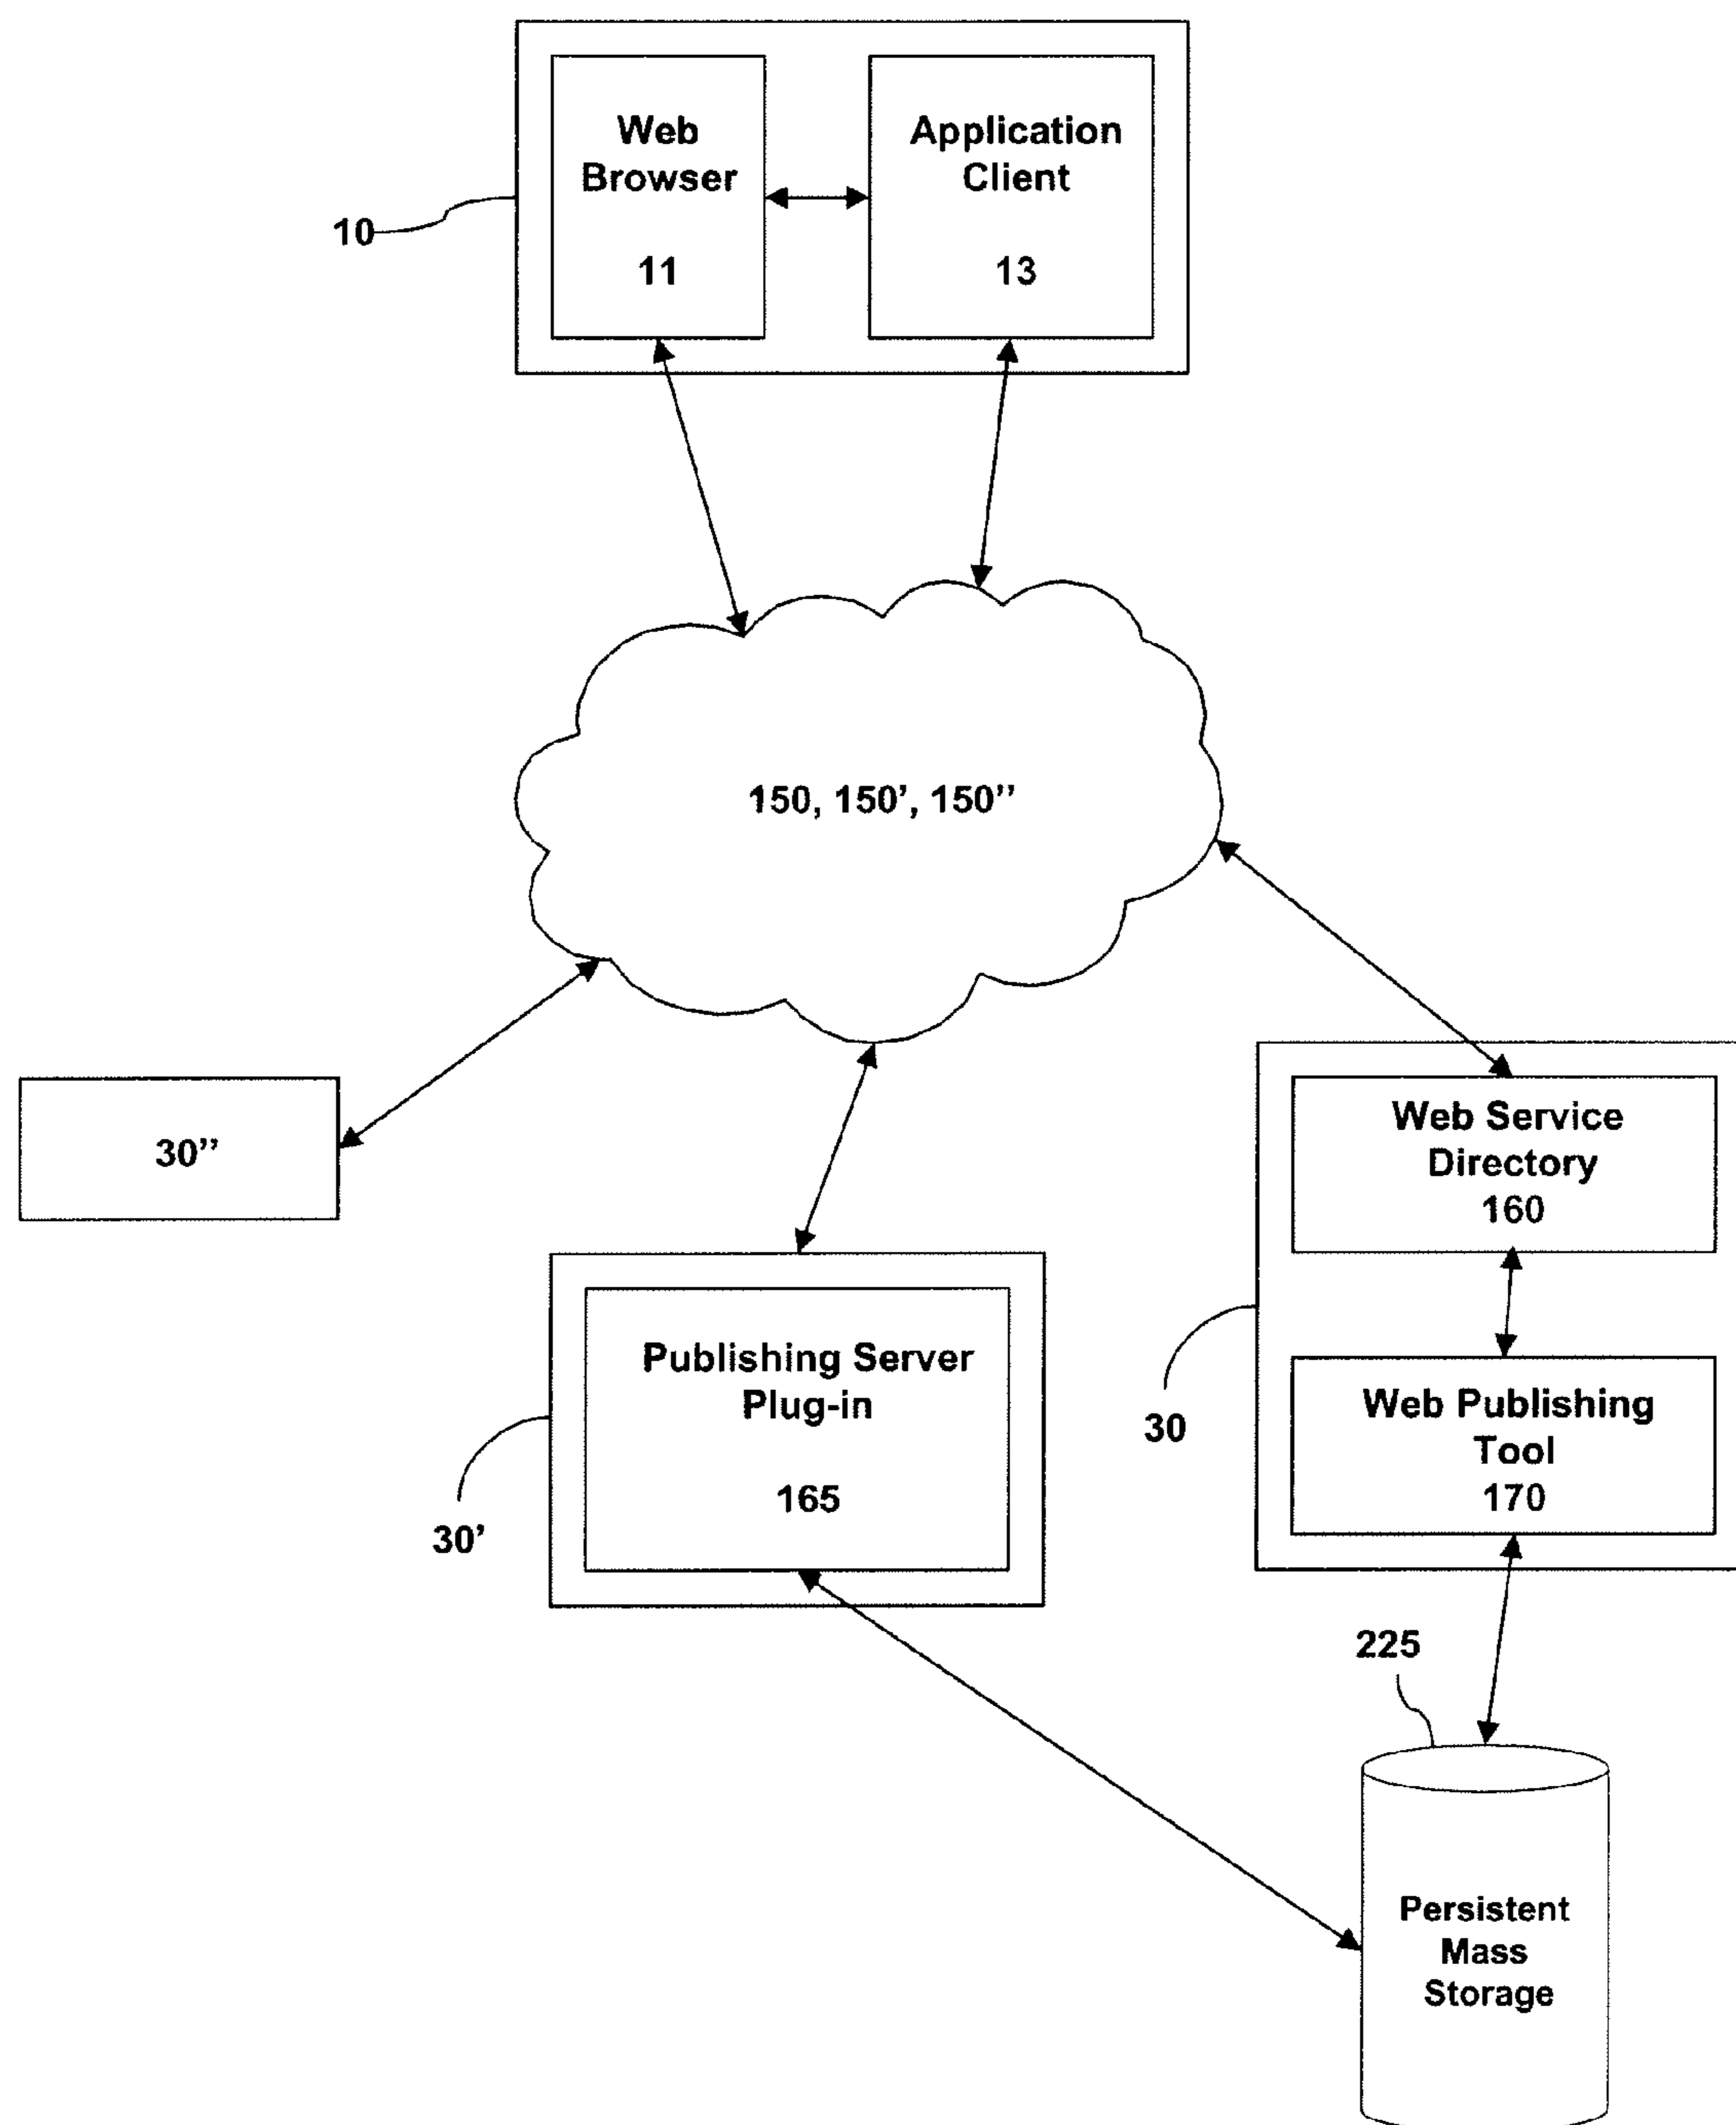 Web
Browser
11
Application
Client
13
10
150, 150’, 150’’
30’’
Web Service
Directory
160
Publishing Server
Plug-in
165
30’
30
Web Publishing
Tool
170
225
Persistent
Mass
Storage